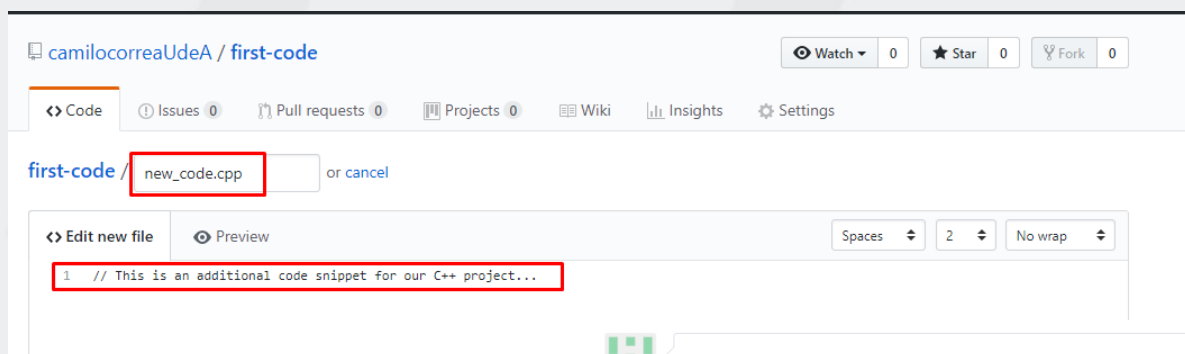 camilocorreaUdeA / first-code
Watch 0 Star 0 Fork 0
Code Issues 0 Pull requests 0 Projects 0 Wiki Insights Settings
first-code / new_code.cpp or cancel
Edit new file Preview Spaces 2 No wrap
1 // This is an additional code snippet for our C++ project...